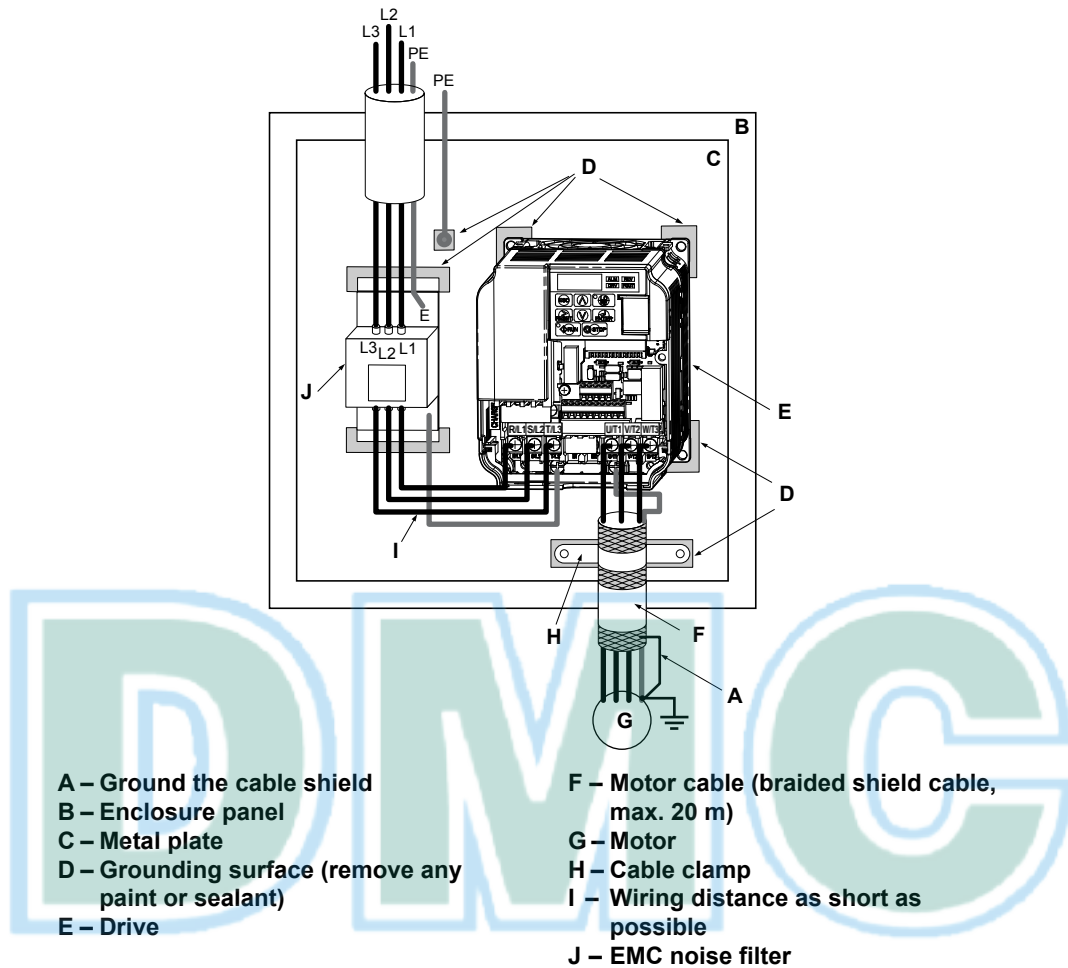 L2
L3 L1
PE
PE
B
C
D
E
L3 L2 L1
J
R/L1 S/L2 T/L3 U/T1 V/T2 W/T3
E
D
I
H
F
A
G
DMC
A – Ground the cable shield
B – Enclosure panel
C – Metal plate
D – Grounding surface (remove any
paint or sealant)
E – Drive
F – Motor cable (braided shield cable,
max. 20 m)
G – Motor
H – Cable clamp
I – Wiring distance as short as
possible
J – EMC noise filter